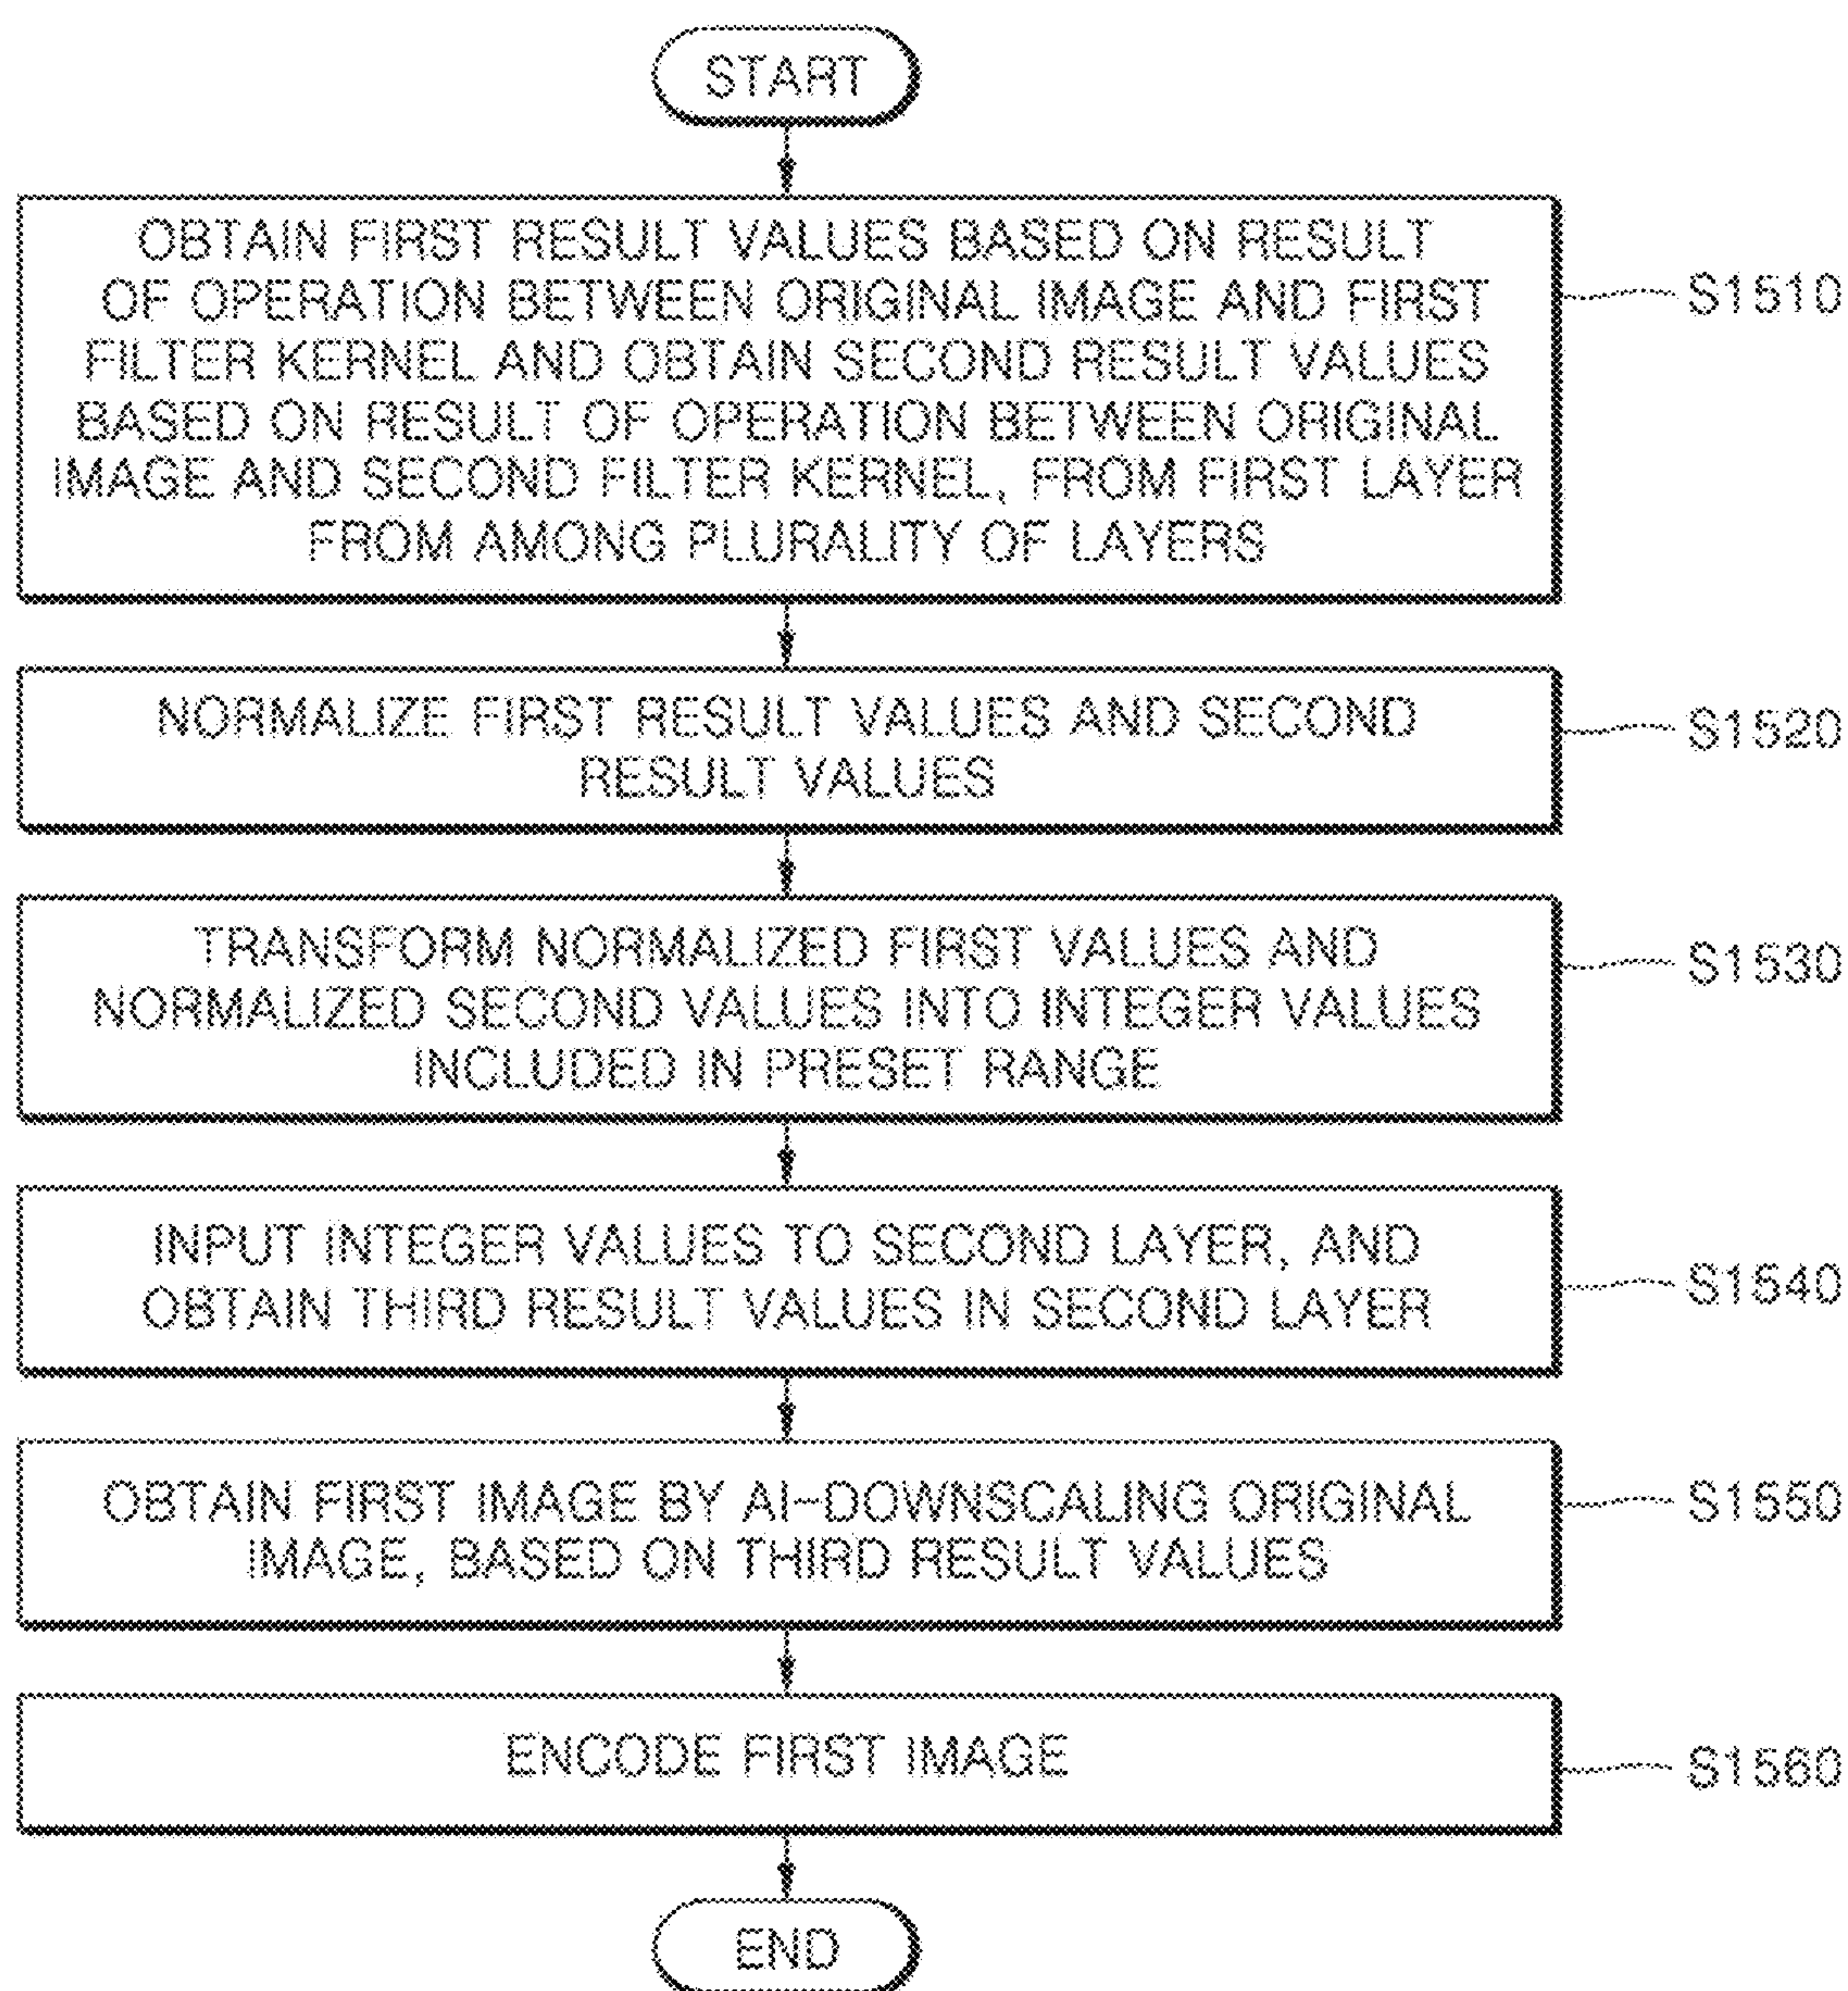 START
OBTAIN FIRST RESULT VALUES BASED ON RESULT
OF OPERATION BETWEEN ORIGINAL IMAGE AND FIRST
FILTER KERNEL AND OBTAIN SECOND RESULT VALUES
BASED ON RESULT OF OPERATION BETWEEN ORIGINAL
IMAGE AND SECOND FILTER KERNEL, FROM FIRST LAYER
FROM AMONG PLURALITY OF LAYERS
S1510
NORMALIZE FIRST RESULT VALUES AND SECOND
RESULT VALUES
S1520
TRANSFORM NORMALIZED FIRST VALUES AND
NORMALIZED SECOND VALUES INTO INTEGER VALUES
INCLUDED IN PRESET RANGE
S1530
INPUT INTEGER VALUES TO SECOND LAYER, AND
OBTAIN THIRD RESULT VALUES IN SECOND LAYER
S1540
OBTAIN FIRST IMAGE BY AI-DOWNSCALING ORIGINAL
IMAGE, BASED ON THIRD RESULT VALUES
S1550
ENCODE FIRST IMAGE
S1560
END